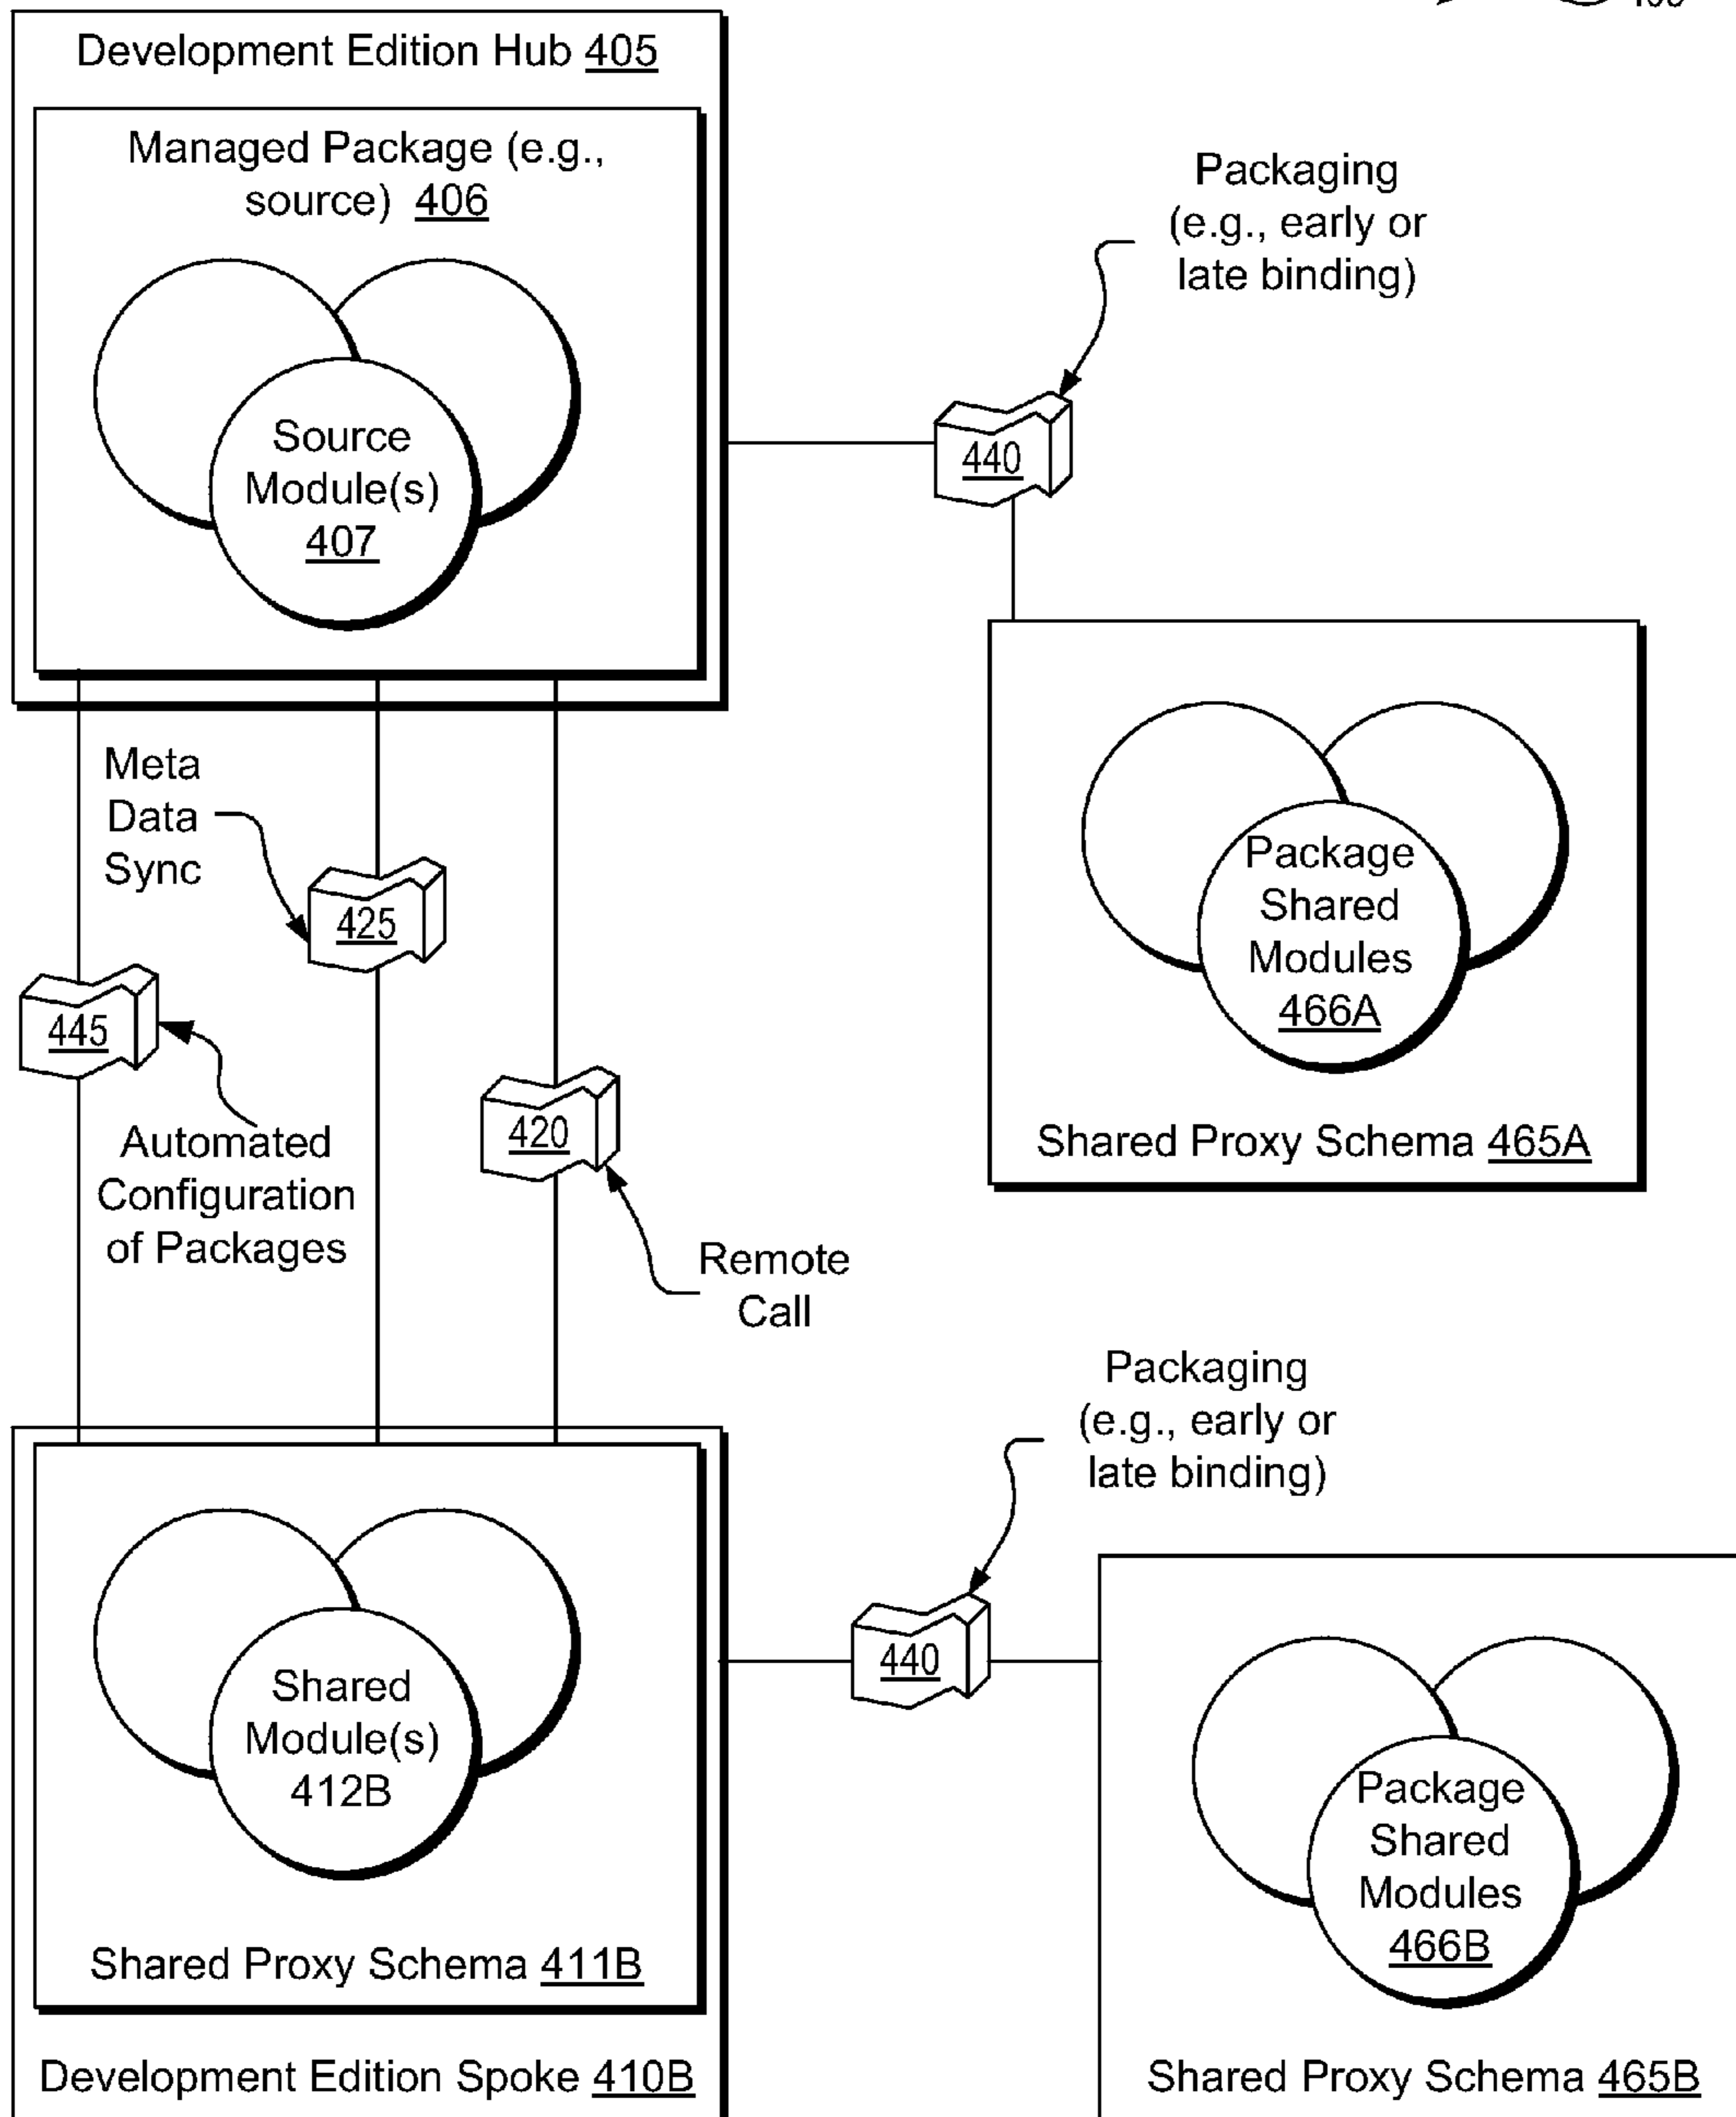 Development Edition Hub 405
Managed Package (e.g.,
source) 406
Source
Module(s)
407
Packaging
(e.g., early or
late binding)
440
Package
Shared
Modules
466A
Shared Proxy Schema 465A
Meta
Data
Sync
425
445
420
Automated
Configuration
of Packages
Remote
Call
Packaging
(e.g., early or
late binding)
440
Shared
Module(s)
412B
Shared Proxy Schema 411B
Development Edition Spoke 410B
Package
Shared
Modules
466B
Shared Proxy Schema 465B